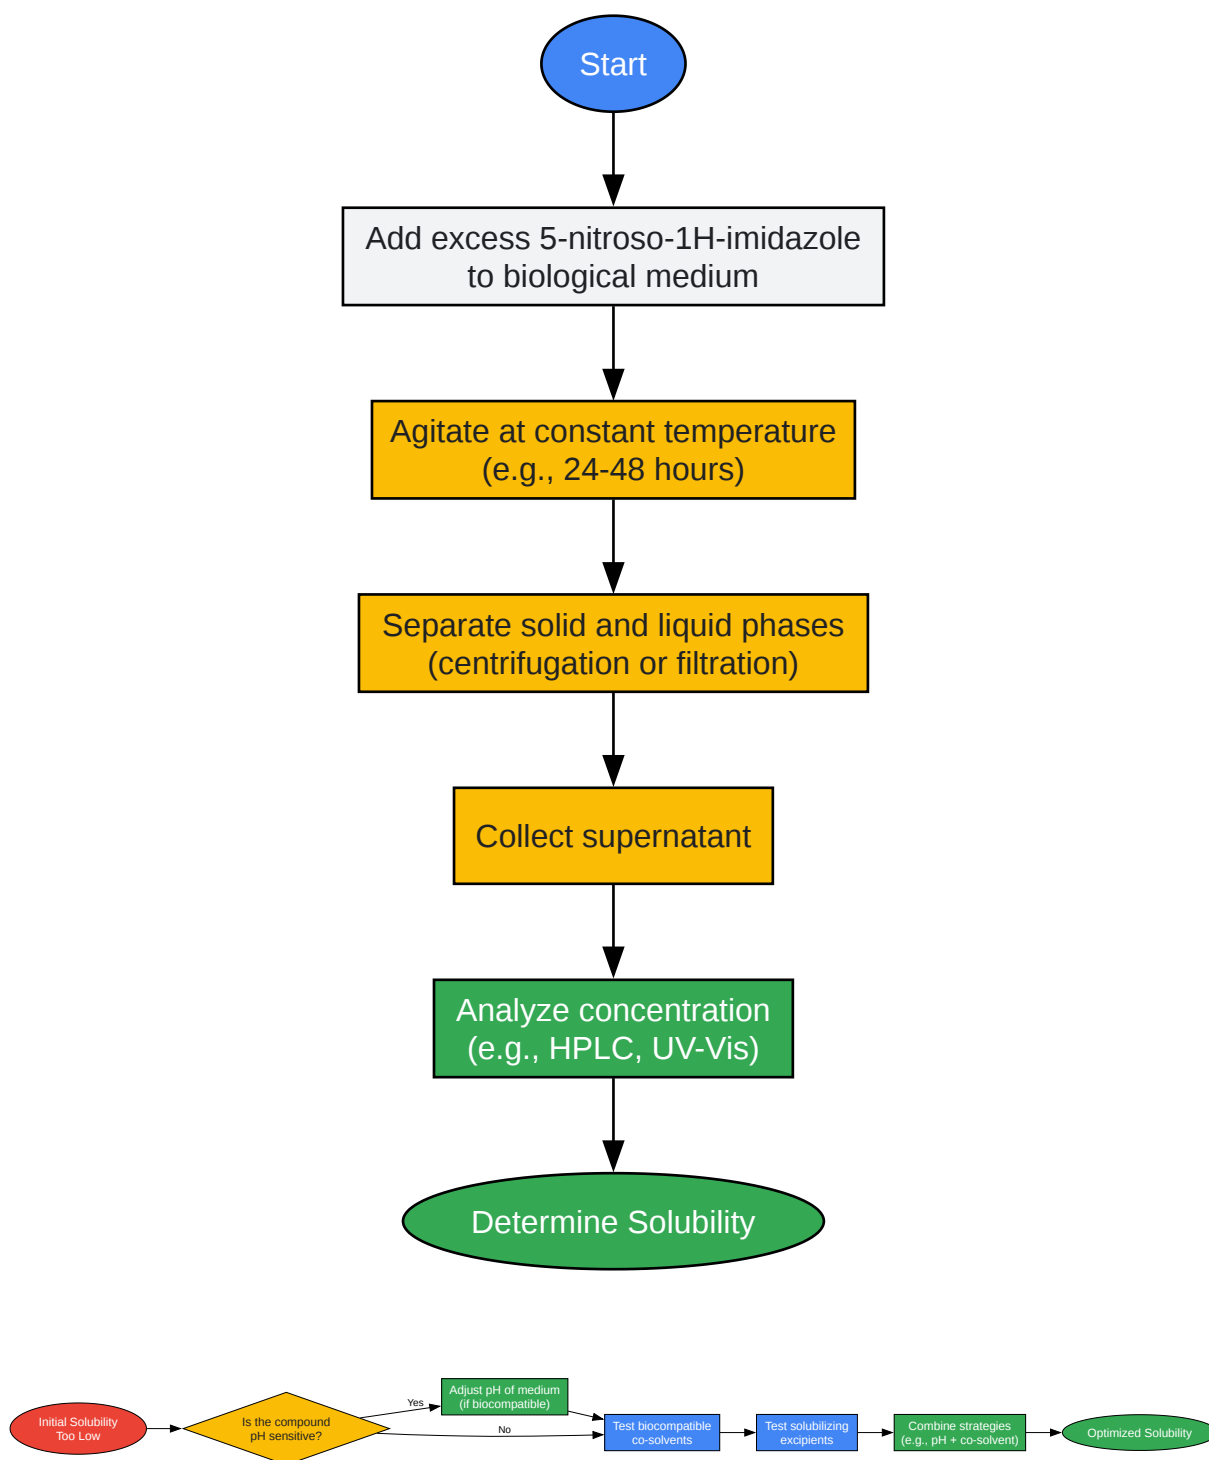 Start
Add excess 5-nitroso-1H-imidazole
to biological medium
Agitate at constant temperature
(e.g., 24-48 hours)
Separate solid and liquid phases
(centrifugation or filtration)
Collect supernatant
Analyze concentration
(e.g., HPLC, UV-Vis)
Determine Solubility
Initial Solubility
Too Low
Is the compound
pH sensitive?
Yes
No
Adjust pH of medium
(if biocompatible)
Test biocompatible
co-solvents
Test solubilizing
excipients
Combine strategies
(e.g., pH + co-solvent)
Optimized Solubility